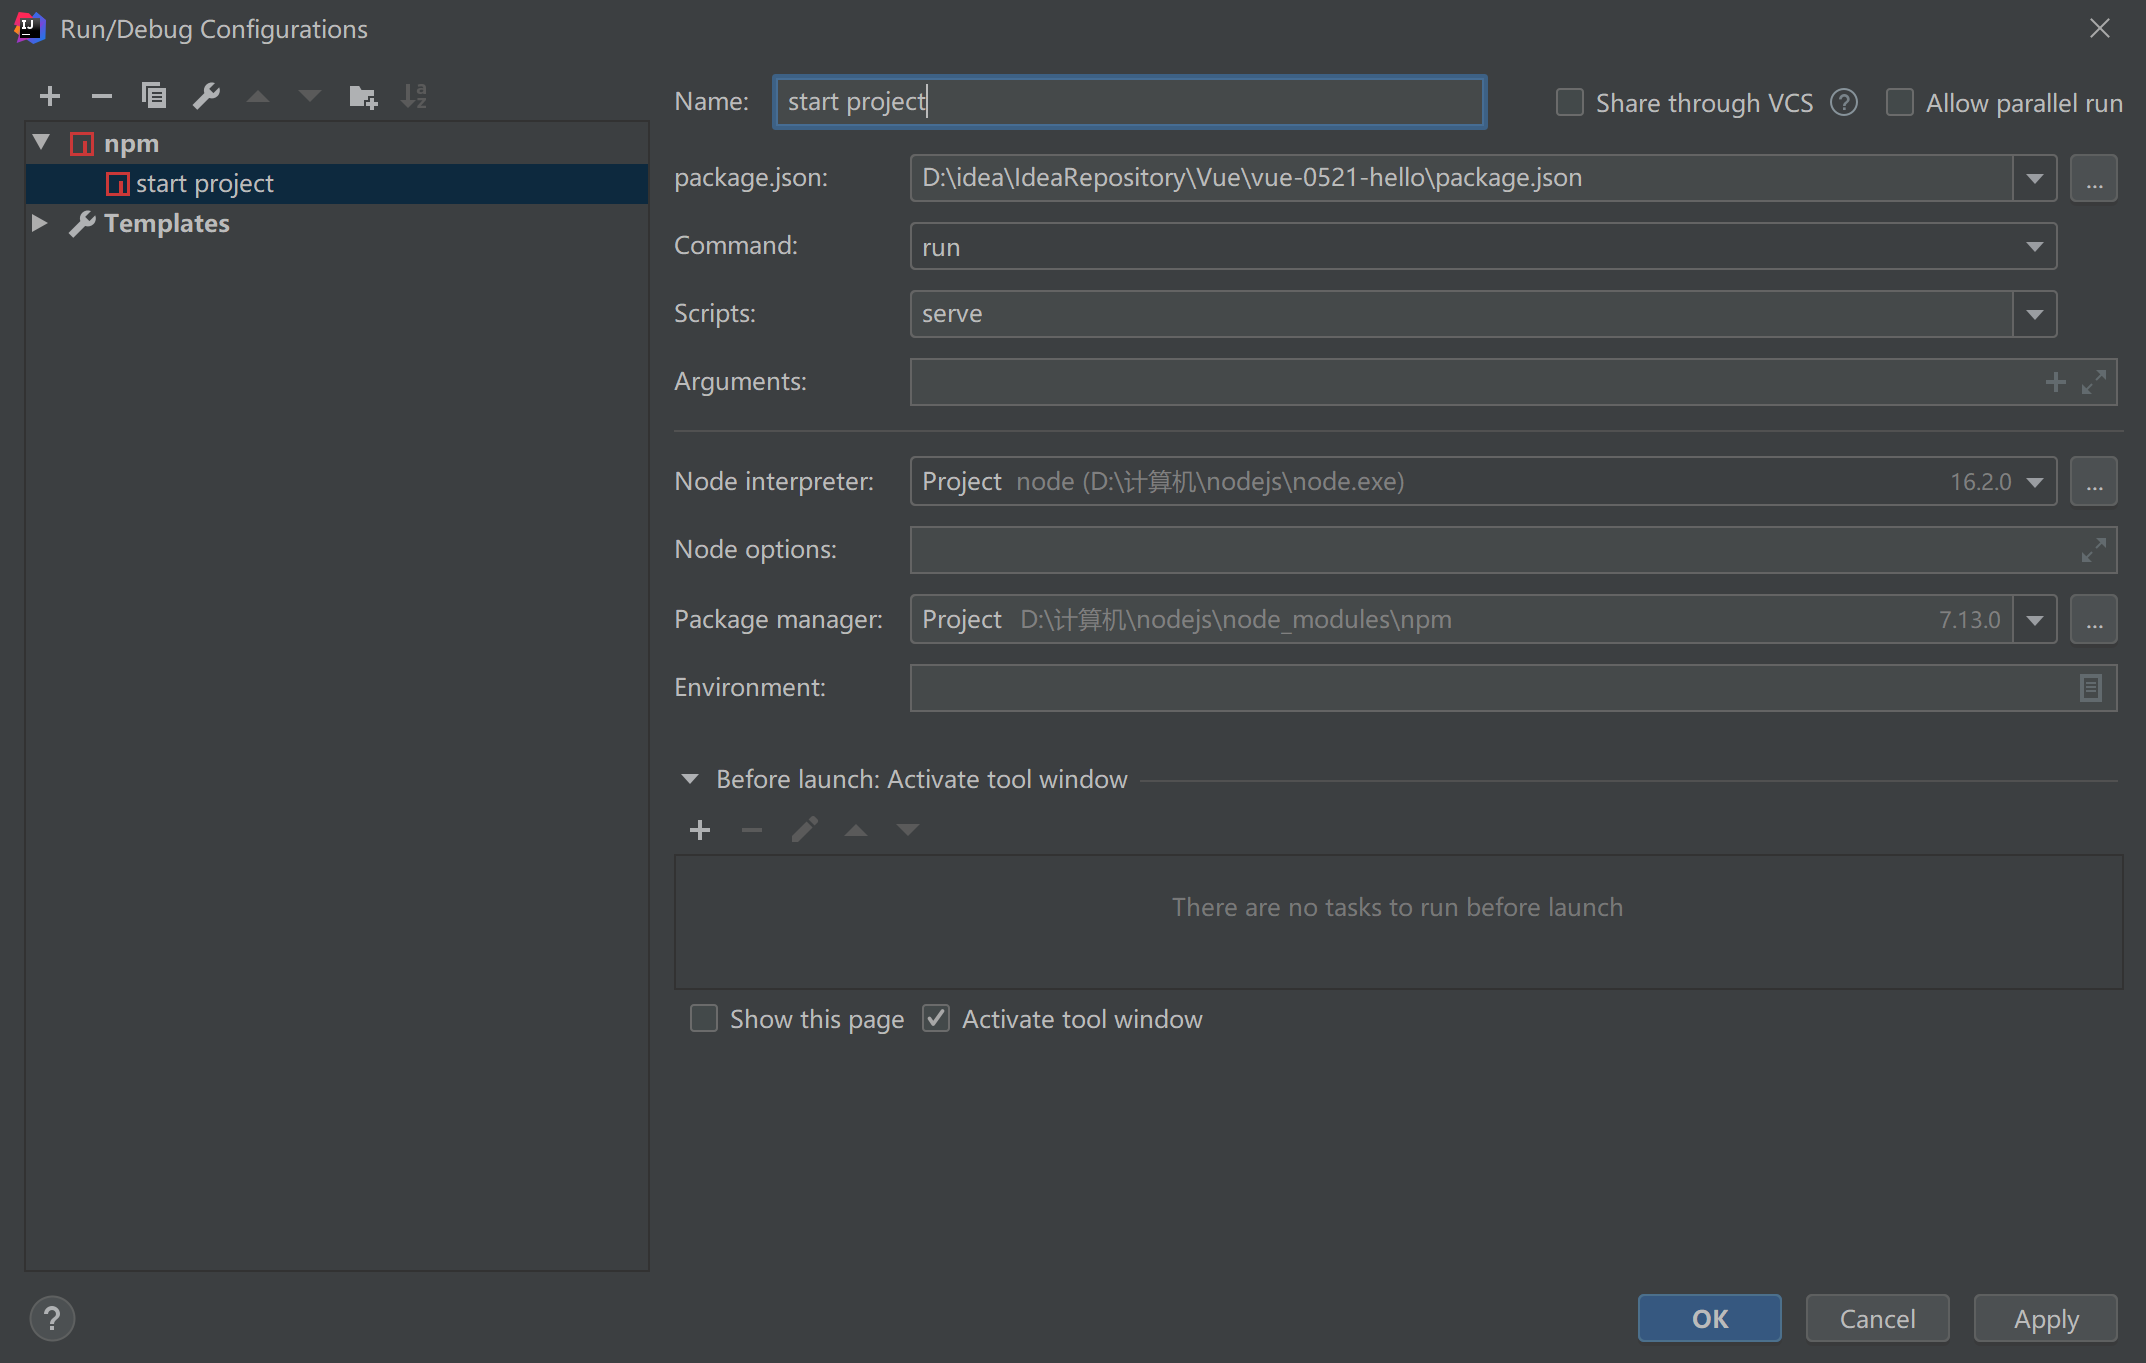 Run/Debug Configurations
npm
start project
Templates
Name: start project
Share through VCS
Allow parallel run
package.json: D:\idea\IdeaRepository\Vue\vue-0521-hello\package.json ...
Command: run
Scripts: serve
Arguments:
Node interpreter: Project node (D:\计算机\nodejs\node.exe) 16.2.0 ...
Node options:
Package manager: Project D:\计算机\nodejs\node_modules\npm 7.13.0 ...
Environment:
Before launch: Activate tool window
There are no tasks to run before launch
Show this page
Activate tool window
?
OK
Cancel
Apply